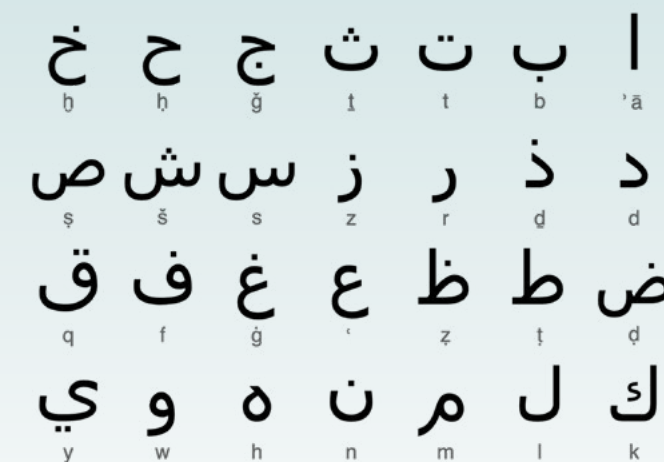 ا ب ت ث ج ح خ
ʾā b t ṯ ǧ ḥ ḫ
د ذ ر ز س ش ص
d ḏ r z s š ṣ
ض ط ظ ع غ ف ق
ḍ ṭ ẓ ʿ ġ f q
ك ل م ن ه و ي
k l m n h w y